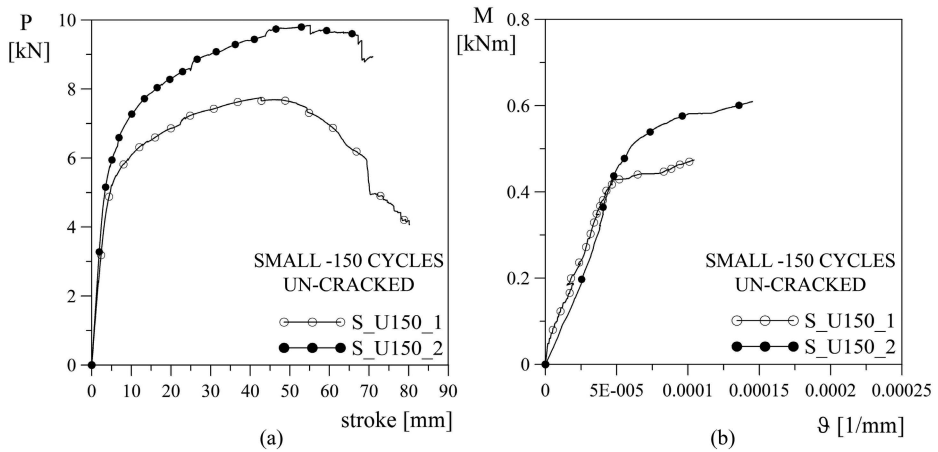 P
[kN]
10
8
6
4
2
0
0 10 20 30 40 50 60 70 80 90
stroke [mm]
SMALL -150 CYCLES
UN-CRACKED
S_U150_1
S_U150_2
(a)
M
[kNm]
0.8
0.6
0.4
0.2
0
0 5E-005 0.0001 0.00015 0.0002 0.00025
ϑ [1/mm]
SMALL -150 CYCLES
UN-CRACKED
S_U150_1
S_U150_2
(b)